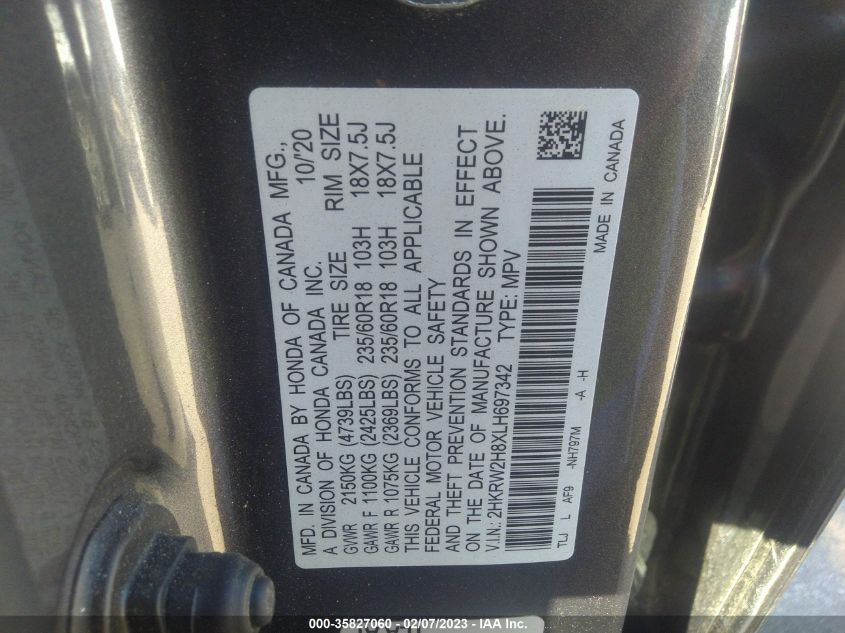 MFD. IN CANADA BY HONDA OF CANADA MFG.,
A DIVISION OF HONDA CANADA INC. 10/'20
GVWR 2150KG (4739LBS) TIRE SIZE RIM SIZE
GAWR F 1100KG (2425LBS) 235/60R18 103H 18X7.5J
GAWR R 1075KG (2369LBS) 235/60R18 103H 18X7.5J
THIS VEHICLE CONFORMS TO ALL APPLICABLE
FEDERAL MOTOR VEHICLE SAFETY
AND THEFT PREVENTION STANDARDS IN EFFECT
ON THE DATE OF MANUFACTURE SHOWN ABOVE.
V.I.N.: 2HKRW2H8XLH697342 TYPE: MPV
TLJ L AF9 -NH797M -A -H
MADE IN CANADA
000-35827060 - 02/07/2023 - IAA Inc.